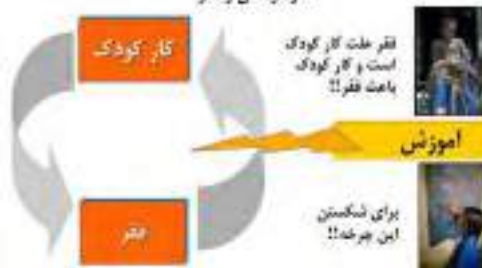 کار کودک
فقر علت کار کودک
است و کار کودک
باعث فقر!!
اموزش
فقر
برای شکستن
این چرخه!!